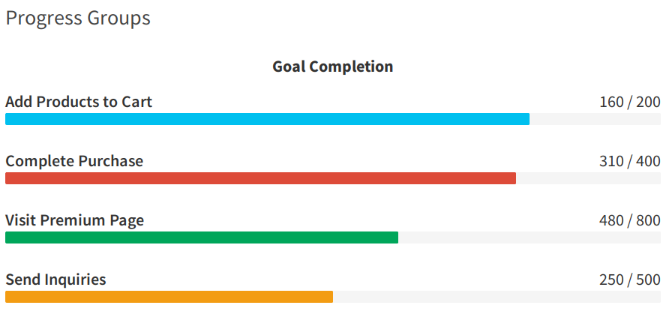 Progress Groups
Goal Completion
Add Products to Cart 160 / 200
Complete Purchase 310 / 400
Visit Premium Page 480 / 800
Send Inquiries 250 / 500